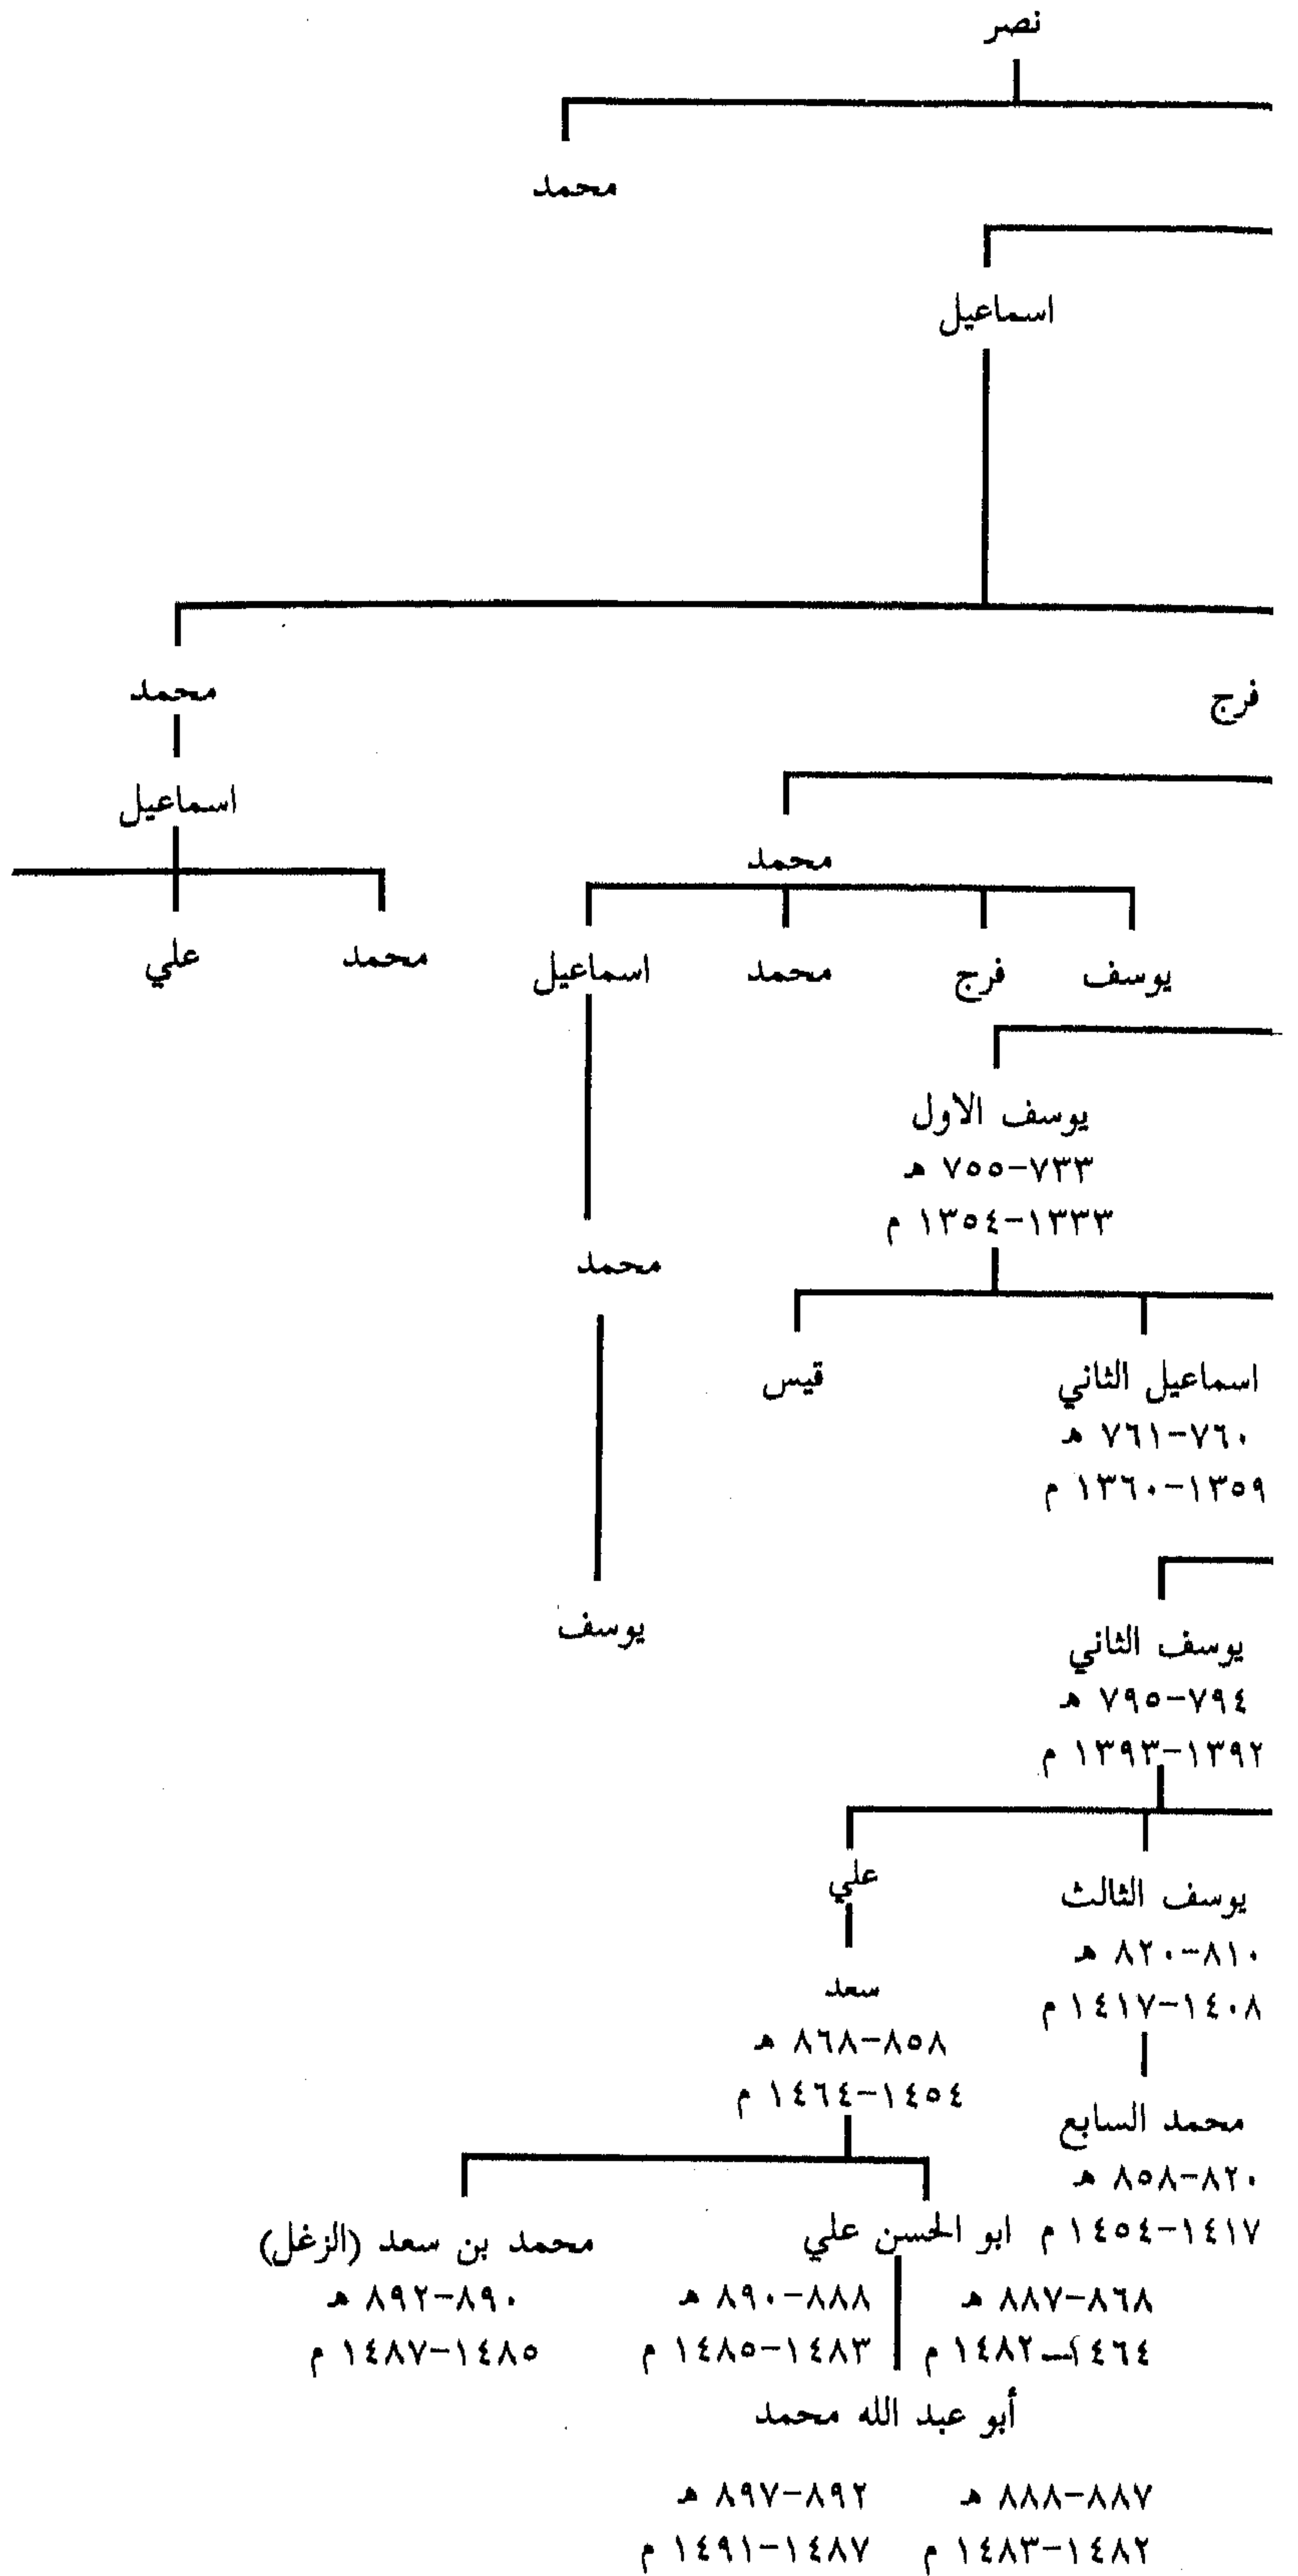 نصر
محمد
اسماعيل
محمد
فرج
اسماعيل
محمد
يوسف
فرج
محمد
اسماعيل
محمد
علي
يوسف الاول
٧٣٣-٧٥٥ هـ
١٣٣٣-١٣٥٤ م
محمد
اسماعيل الثاني
٧٦٠-٧٦١ هـ
١٣٥٩-١٣٦٠ م
قيس
يوسف
يوسف الثاني
٧٩٤-٧٩٥ هـ
١٣٩٢-١٣٩٣ م
يوسف الثالث
٨١٠-٨٢٠ هـ
١٤٠٨-١٤١٧ م
علي
سعد
٨٥٨-٨٦٨ هـ
١٤٥٤-١٤٦٤ م
محمد السابع
٨٢٠-٨٥٨ هـ
١٤١٧-١٤٥٤ م
ابو الحسن علي
٨٦٨-٨٨٧ هـ
١٤٦٤-١٤٨٢ م
٨٨٨-٨٩٠ هـ
١٤٨٣-١٤٨٥ م
محمد بن سعد (الزغل)
٨٩٠-٨٩٢ هـ
١٤٨٥-١٤٨٧ م
أبو عبد الله محمد
٨٨٧-٨٨٨ هـ
١٤٨٢-١٤٨٣ م
٨٩٢-٨٩٧ هـ
١٤٨٧-١٤٩١ م